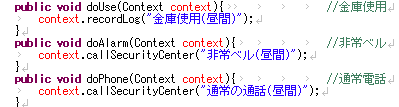 public void doUse(Context context){ //金庫使用
context.recordLog("金庫使用(昼間)");
}
public void doAlarm(Context context){ //非常ベル
context.callSecurityCenter("非常ベル(昼間)");
}
public void doPhone(Context context){ //通常電話
context.callSecurityCenter("通常の通話(昼間)");
}